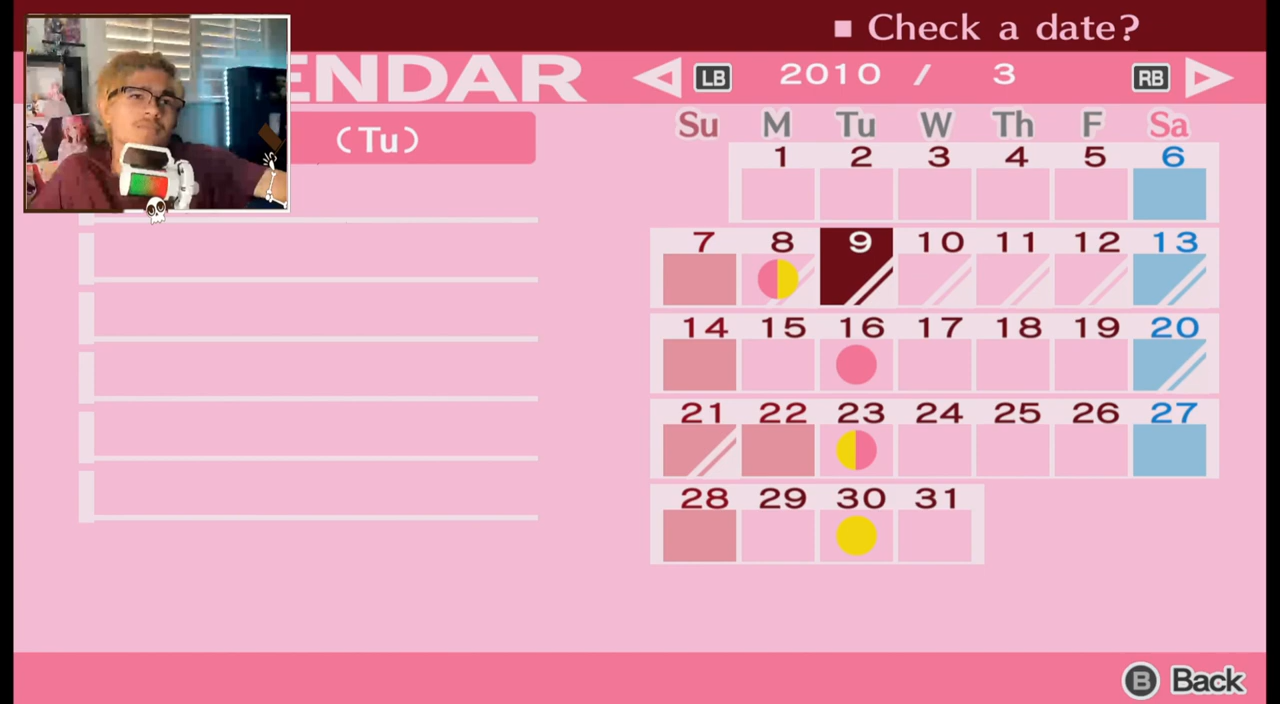 ■ Check a date?
ENDAR
LB 2010 / 3 RB
(Tu)
Su M Tu W Th F Sa
1 2 3 4 5 6
7 8 9 10 11 12 13
14 15 16 17 18 19 20
21 22 23 24 25 26 27
28 29 30 31
B Back